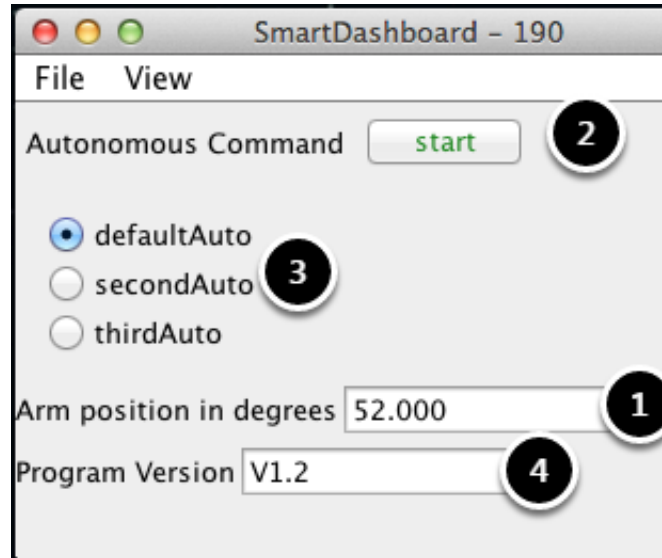 SmartDashboard – 190
File View
Autonomous Command start 2
defaultAuto
secondAuto 3
thirdAuto
Arm position in degrees 52.000 1
Program Version V1.2 4